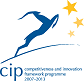 cip competitiveness and innovation
framework programme
2007-2013